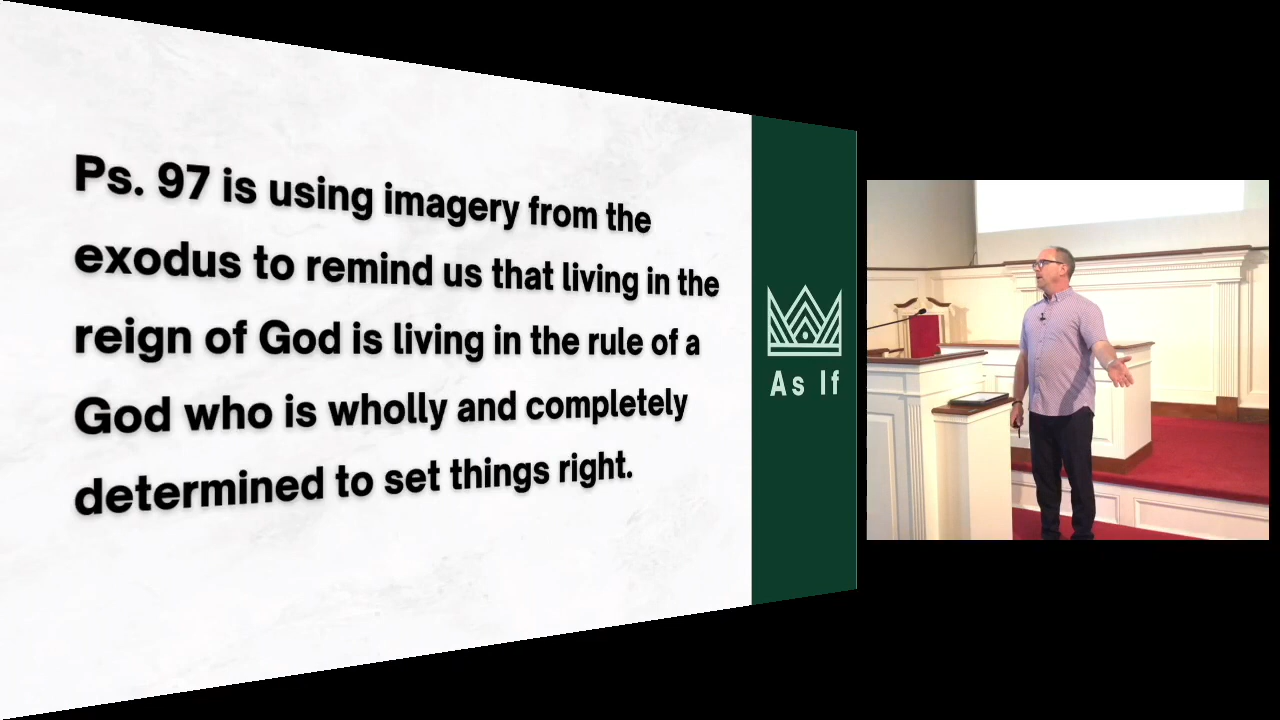 Ps. 97 is using imagery from the
exodus to remind us that living in the
reign of God is living in the rule of a
God who is wholly and completely
determined to set things right.
As If